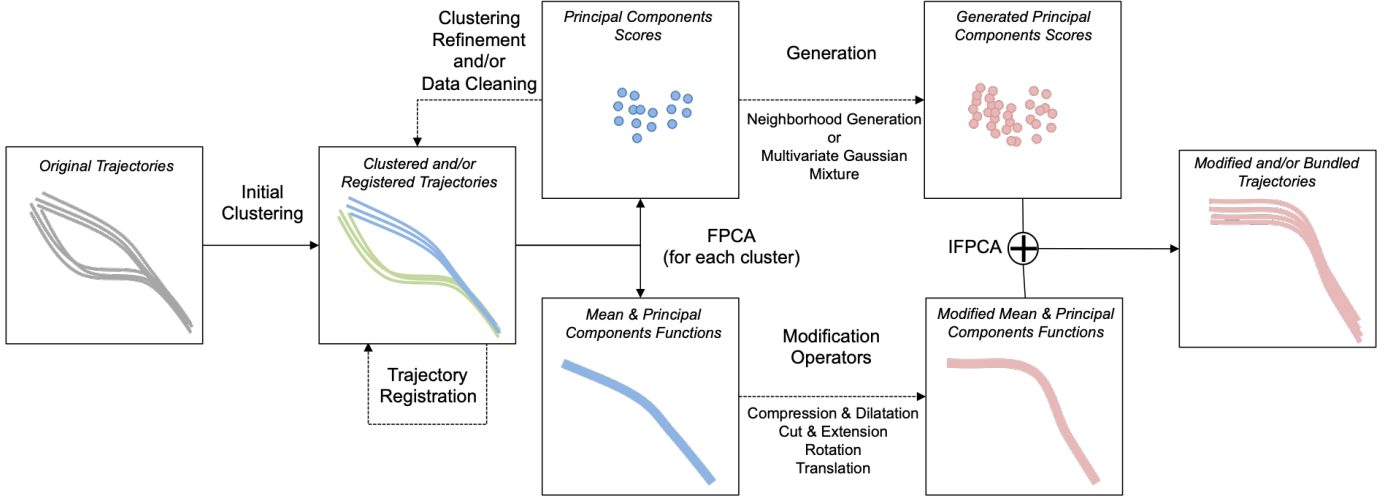 Original Trajectories
Initial
Clustering
Clustering
Refinement
and/or
Data Cleaning
Clustered and/or
Registered Trajectories
Trajectory
Registration
Principal Components
Scores
FPCA
(for each cluster)
Mean & Principal
Components Functions
Generation
Neighborhood Generation
or
Multivariate Gaussian
Mixture
Modification
Operators
Compression & Dilatation
Cut & Extension
Rotation
Translation
Generated Principal
Components Scores
IFPCA
Modified Mean & Principal
Components Functions
Modified and/or Bundled
Trajectories